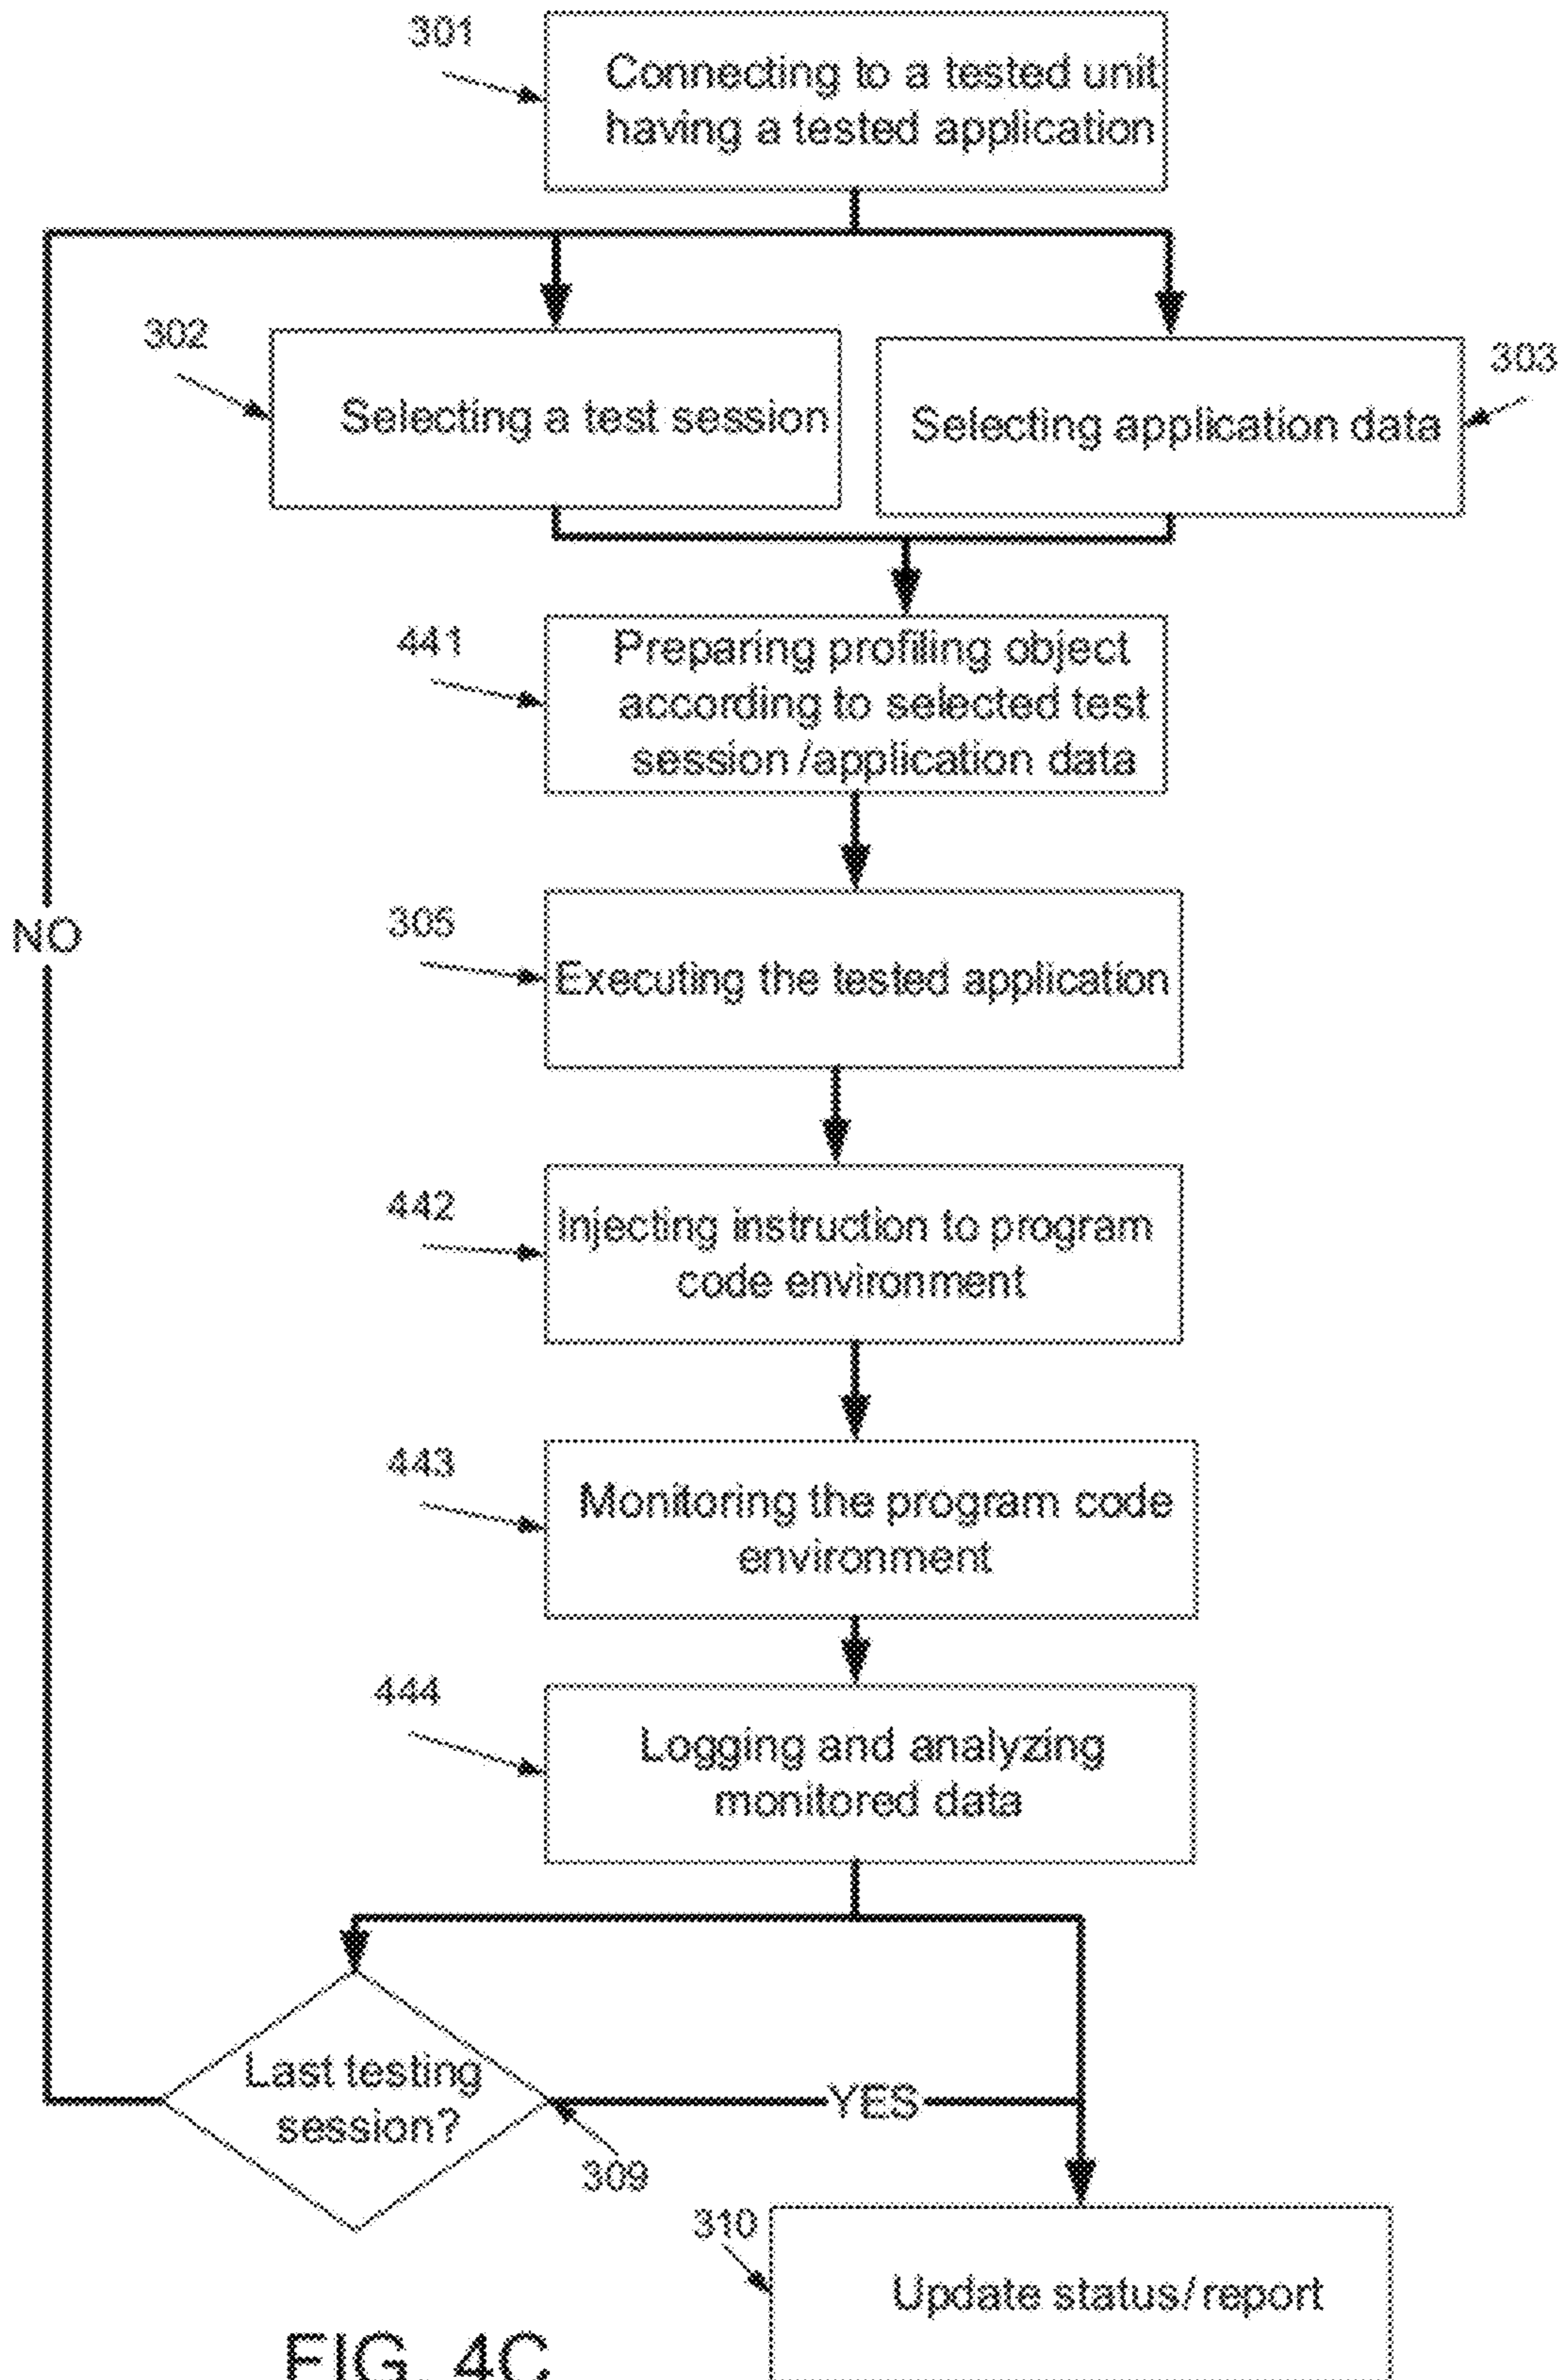 301
Connecting to a tested unit
having a tested application
302
Selecting a test session
303
Selecting application data
441
Preparing profiling object
according to selected test
session /application data
305
Executing the tested application
NO
442
Injecting instruction to program
code environment
443
Monitoring the program code
environment
444
Logging and analyzing
monitored data
Last testing
session?
YES
309
310
Update status/report
FIG. 4C